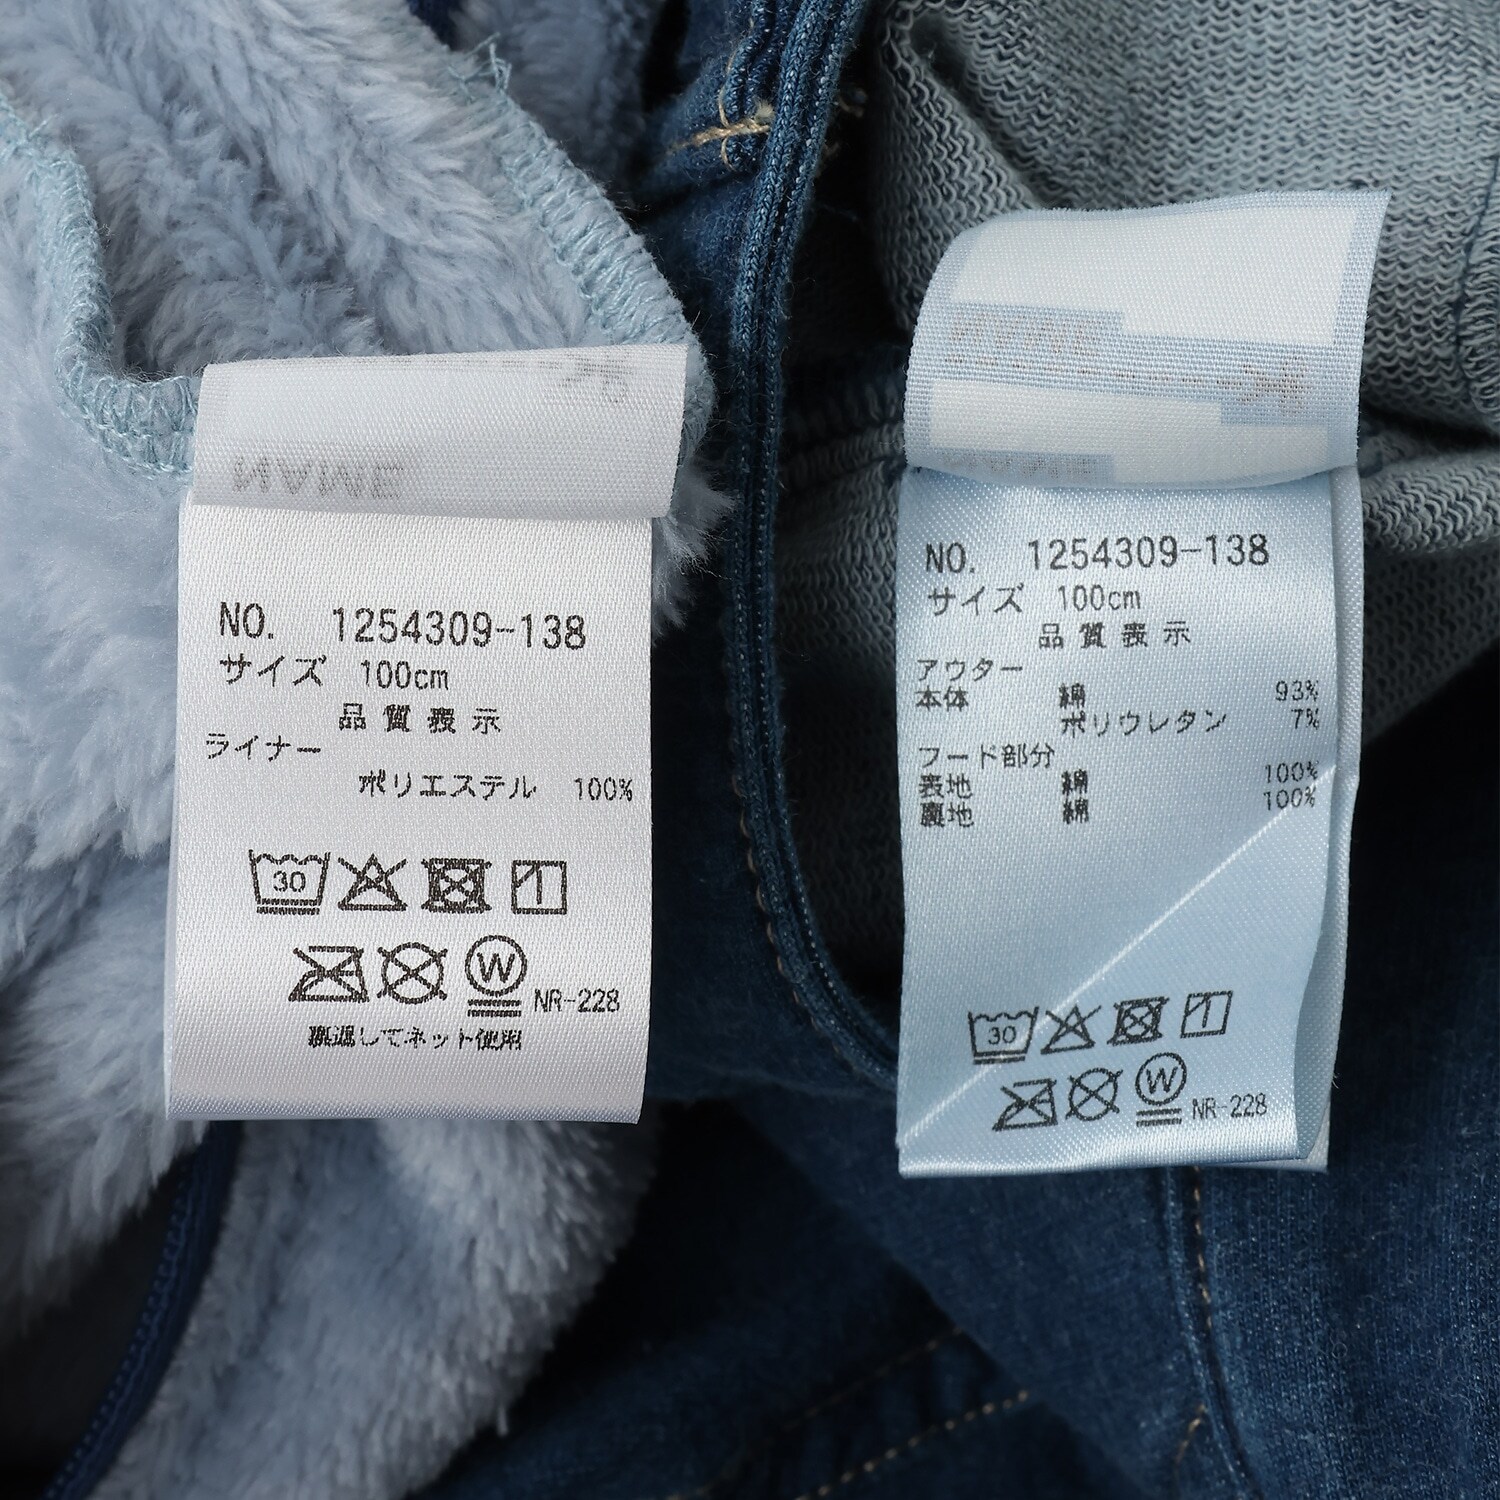 NAME
NO. 1254309-138
サイズ 100cm
品質表示
ライナー
ポリエステル 100%
30
W NR-228
裏返してネット使用
NO. 1254309-138
サイズ 100cm
品質表示
アウター
本体 綿 93%
ポリウレタン 7%
フード部分
表地 綿 100%
裏地 綿 100%
30
W NR-228